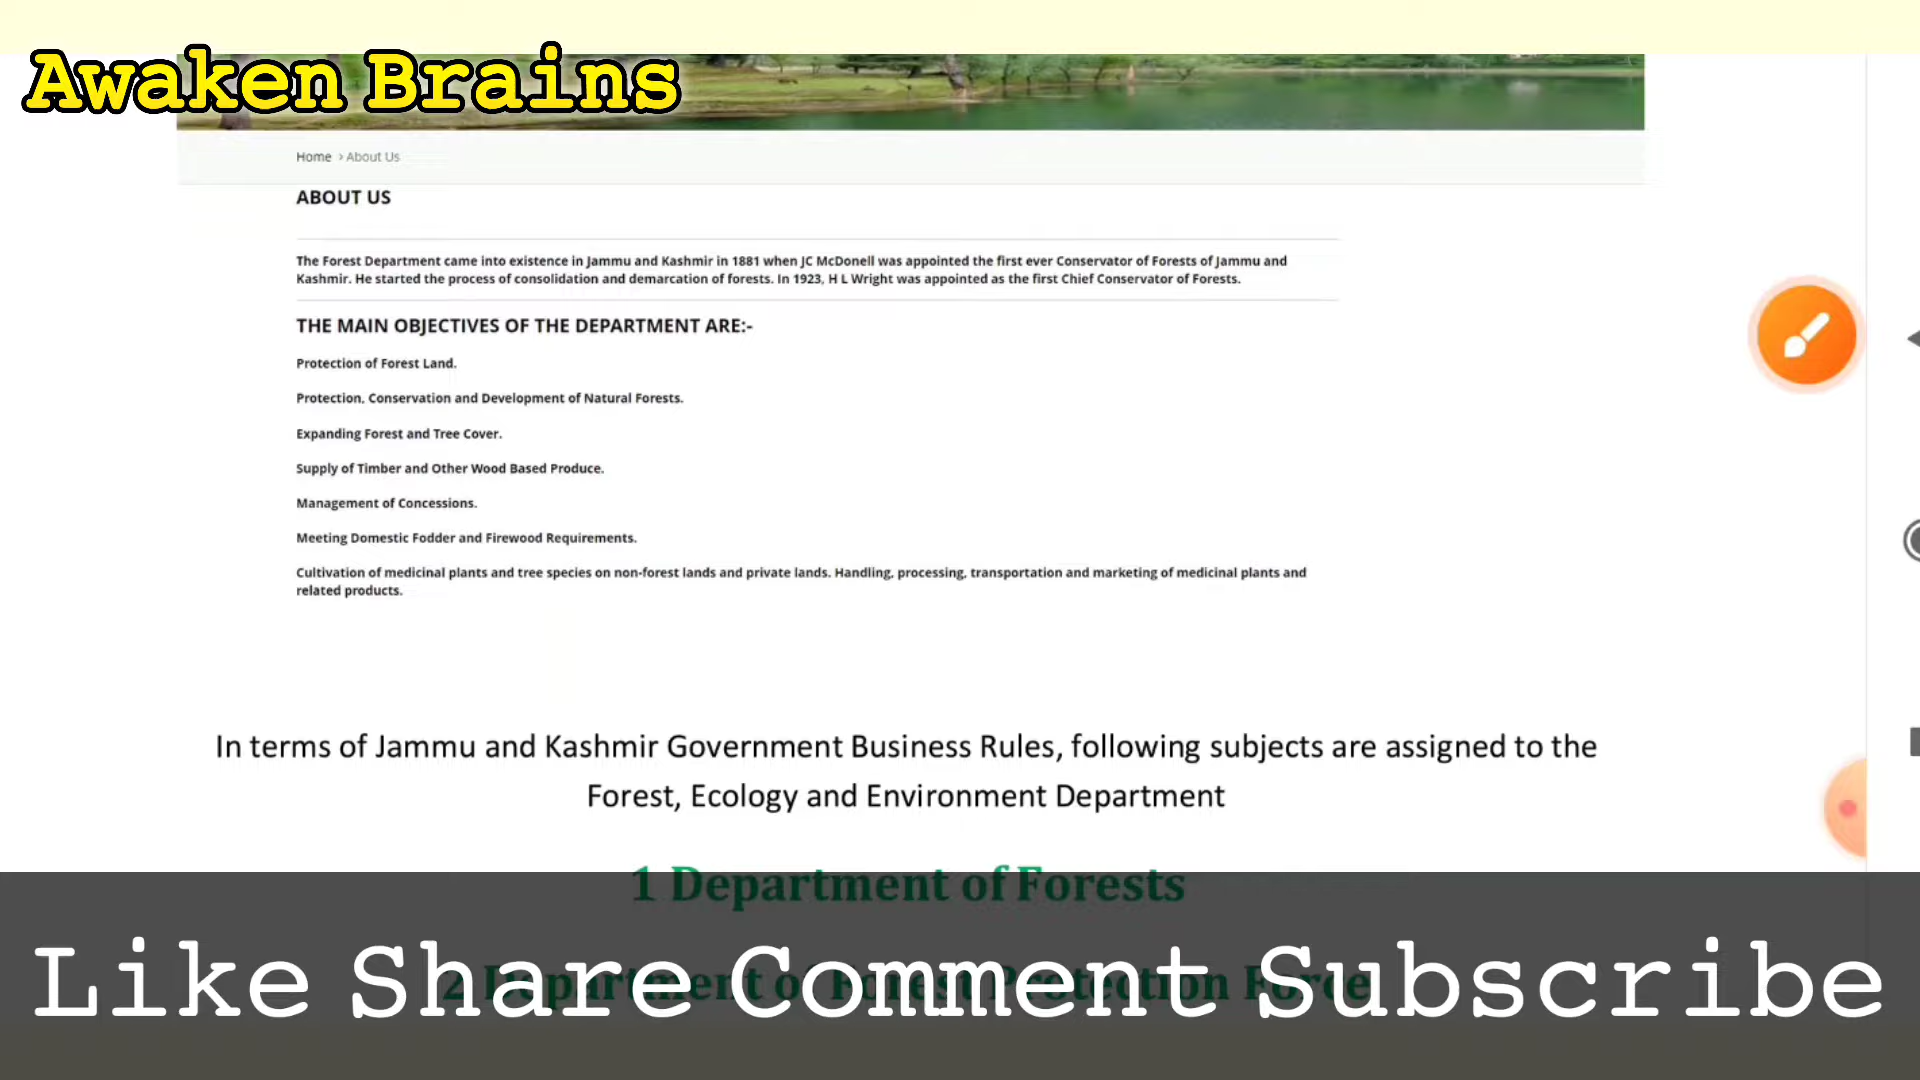 Awaken Brains
Home › About Us
ABOUT US
The Forest Department came into existence in Jammu and Kashmir in 1881 when JC McDonell was appointed the first ever Conservator of Forests of Jammu and
Kashmir. He started the process of consolidation and demarcation of forests. In 1923, H L Wright was appointed as the first Chief Conservator of Forests.
THE MAIN OBJECTIVES OF THE DEPARTMENT ARE:-
Protection of Forest Land.
Protection, Conservation and Development of Natural Forests.
Expanding Forest and Tree Cover.
Supply of Timber and Other Wood Based Produce.
Management of Concessions.
Meeting Domestic Fodder and Firewood Requirements.
Cultivation of medicinal plants and tree species on non-forest lands and private lands. Handling, processing, transportation and marketing of medicinal plants and
related products.
In terms of Jammu and Kashmir Government Business Rules, following subjects are assigned to the
Forest, Ecology and Environment Department
1 Department of Forests
2 Department of Forest Protection Force
Like Share Comment Subscribe